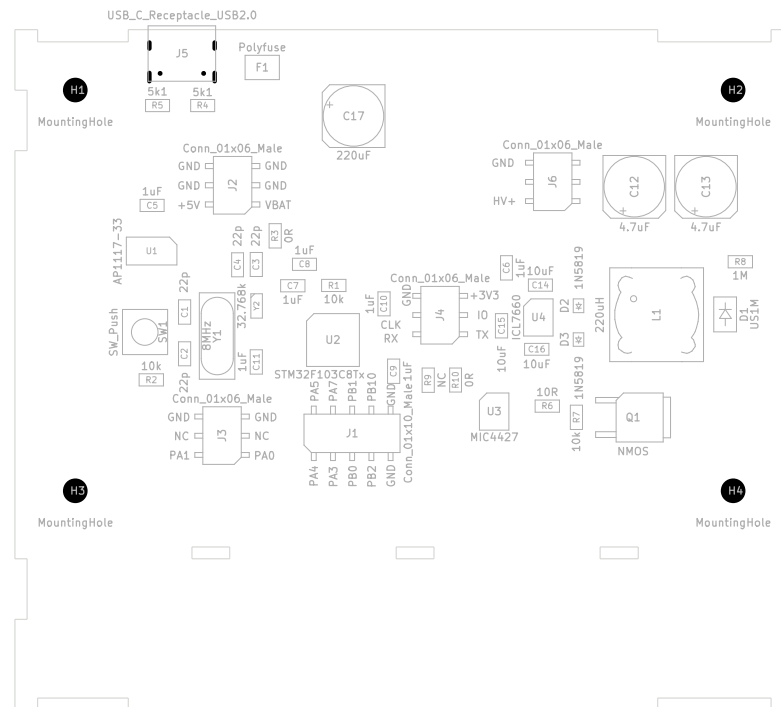 USB_C_Receptacle_USB2.0
J5
Polyfuse
F1
5k1
5k1
R5
R4
H1
MountingHole
H2
MountingHole
C17
220uF
Conn_01x06_Male
GND
GND
GND
GND
+5V
VBAT
J2
Conn_01x06_Male
GND
HV+
J6
C12
4.7uF
C13
4.7uF
1uF
C5
AP1117-33
U1
22p
22p
C4
C3
R3
0R
1uF
C8
C7
1uF
R1
10k
C6
1uF
10uF
C14
1N5819
D2
R8
1M
22p
C1
32.768k
Y2
8MHz
Y1
SW_Push
SW1
C2
22p
10k
R2
1uF
C11
U2
STM32F103C8Tx
1uF
C10
Conn_01x06_Male
GND
+3V3
IO
TX
CLK
RX
J4
C15
10uF
ICL7660
U4
C16
10uF
D3
1N5819
220uH
L1
D1
US1M
C9
1uF
R9
NC
R10
0R
U3
MIC4427
10R
R6
R7
10k
Q1
NMOS
Conn_01x06_Male
GND
GND
NC
NC
PA1
PA0
J3
PA5
PA7
PB1
PB10
GND
J1
Conn_01x10_Male
PA4
PA3
PB0
PB2
GND
H3
MountingHole
H4
MountingHole